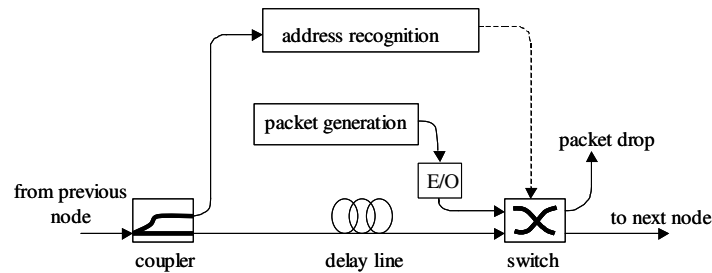 address recognition
packet generation
packet drop
E/O
from previous
node
to next node
coupler
delay line
switch